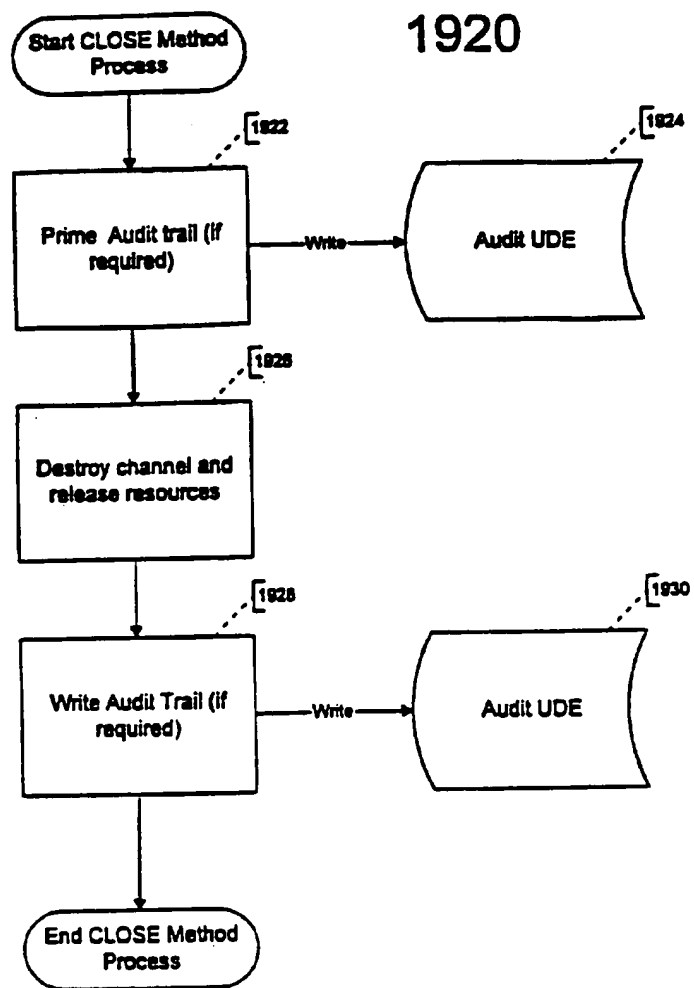 1920
Start CLOSE Method
Process
1922
1924
Prime Audit trail (if
required)
Write
Audit UDE
1926
Destroy channel and
release resources
1928
1930
Write Audit Trail (if
required)
Write
Audit UDE
End CLOSE Method
Process